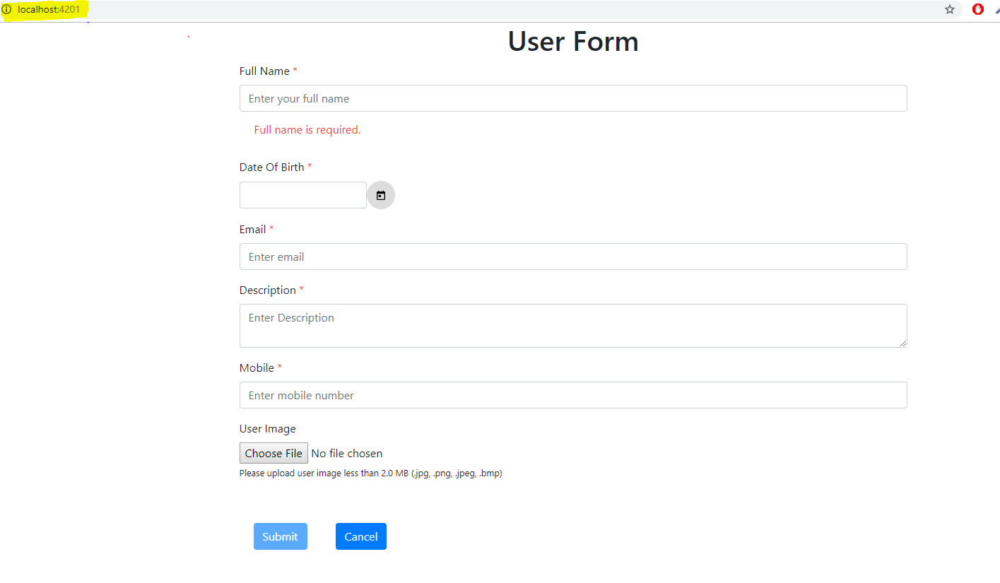 localhost:4201
User Form
Full Name *
Enter your full name
Full name is required.
Date Of Birth *
Email *
Enter email
Description *
Enter Description
Mobile *
Enter mobile number
User Image
Choose File No file chosen
Please upload user image less than 2.0 MB (.jpg, .png, .jpeg, .bmp)
Submit Cancel